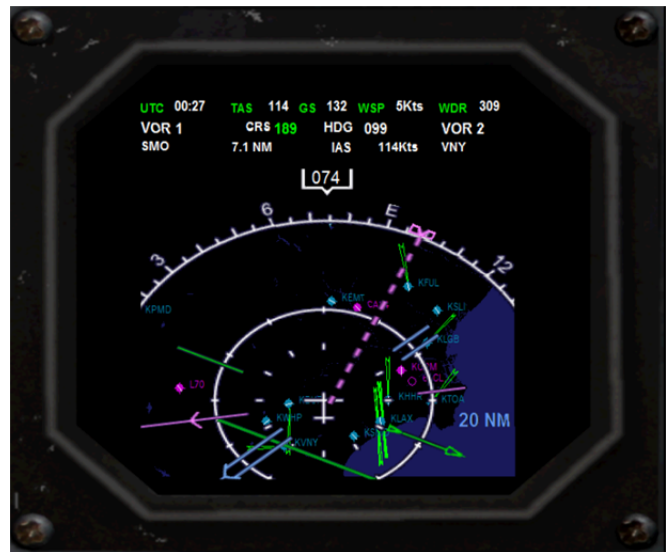 UTC 00:27 TAS 114 GS 132 WSP 5Kts WDR 309
VOR 1 CRS 189 HDG 099 VOR 2
SMO 7.1 NM IAS 114Kts VNY
074
6 E
3 12
KFUL
KEMT
KPMD KSLI
KLGB
L70
KHHR KTOA
KWHP KLAX 20 NM
KVNY